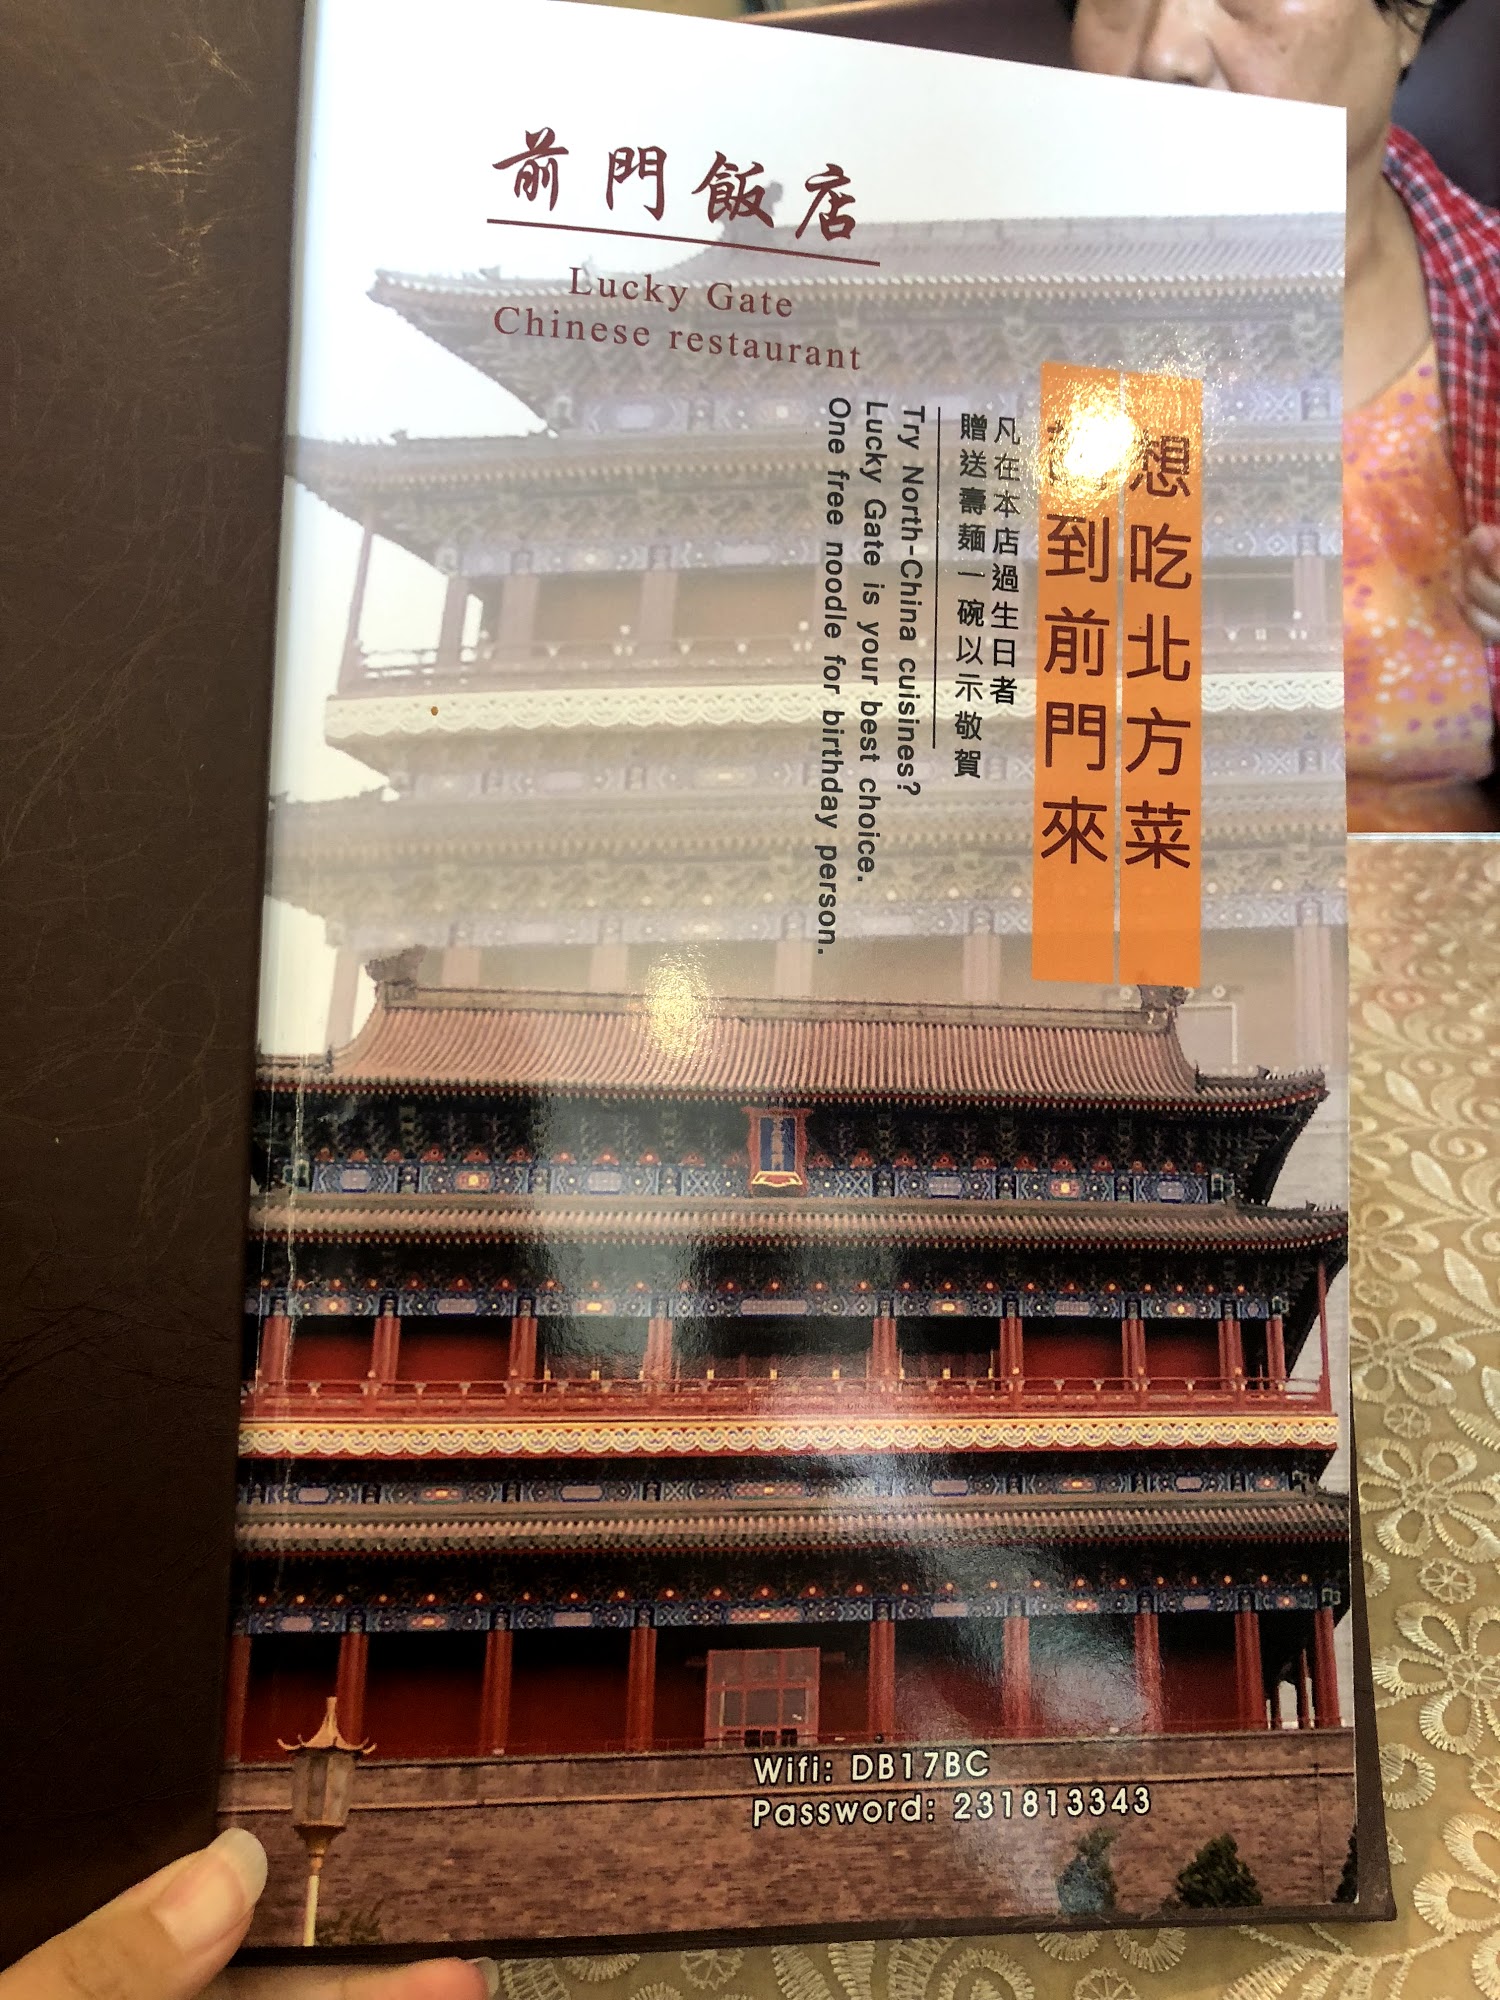 前門飯店
Lucky Gate
Chinese restaurant
想吃北方菜
到前門來
凡在本店過生日者
贈送壽麵一碗以示敬賀
Try North-China cuisines?
Lucky Gate is your best choice.
One free noodle for birthday person.
Wifi: DB17BC
Password: 231813343